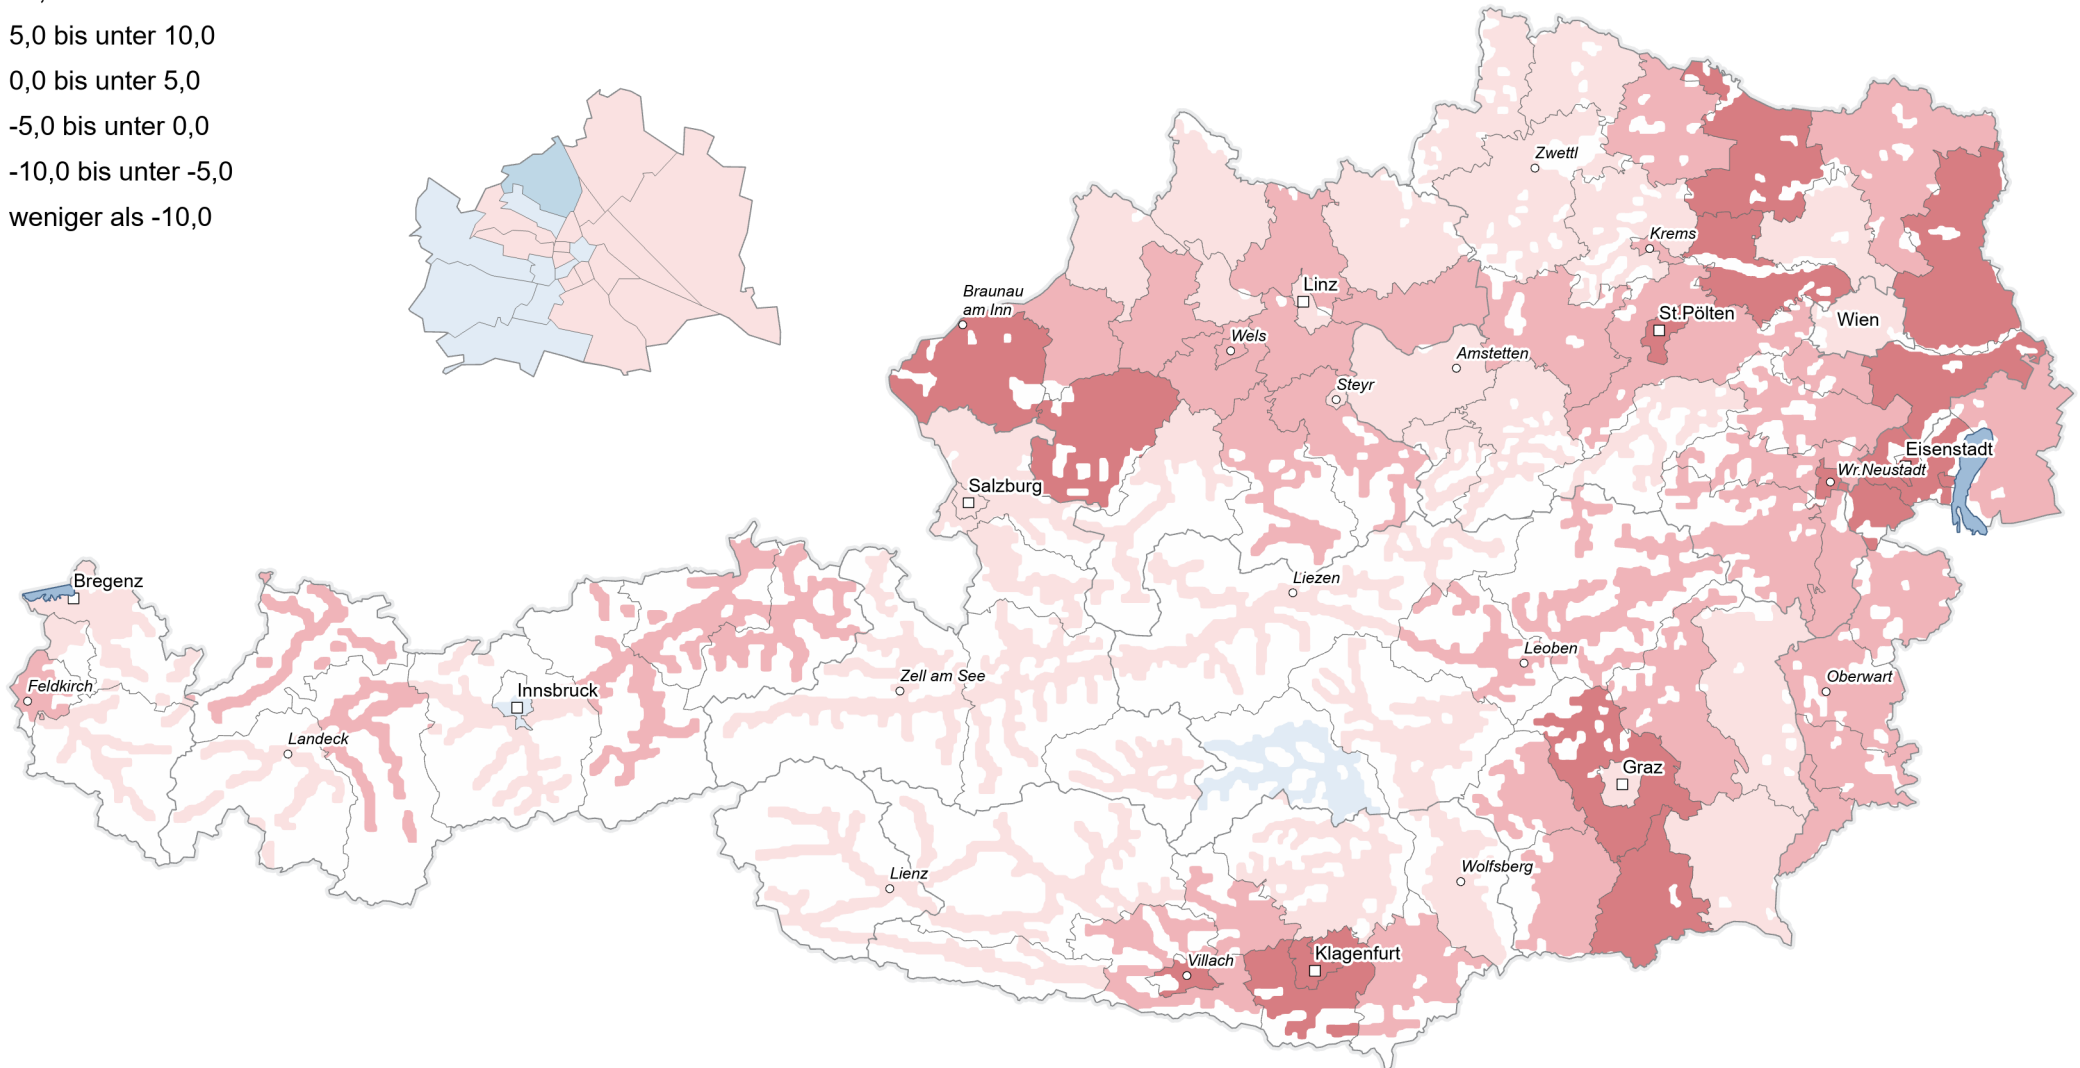 5,0 bis unter 10,0
0,0 bis unter 5,0
-5,0 bis unter 0,0
-10,0 bis unter -5,0
weniger als -10,0
Zwettl
Krems
Linz
Braunau
am Inn
St.Pölten
Wien
Wels
Amstetten
Steyr
Eisenstadt
Wr.Neustadt
Salzburg
Bregenz
Liezen
Leoben
Feldkirch
Innsbruck
Zell am See
Oberwart
Landeck
Graz
Wolfsberg
Lienz
Klagenfurt
Villach